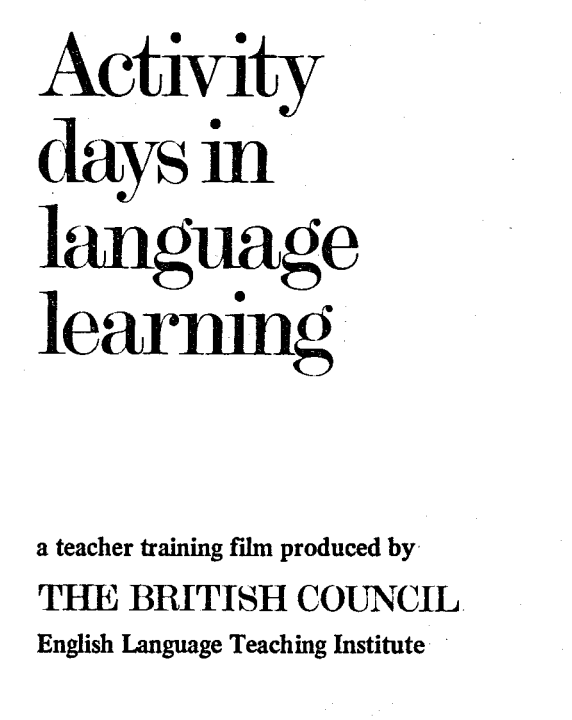 Activity
days in
language
learning
a teacher training film produced by
THE BRITISH COUNCIL
English Language Teaching Institute